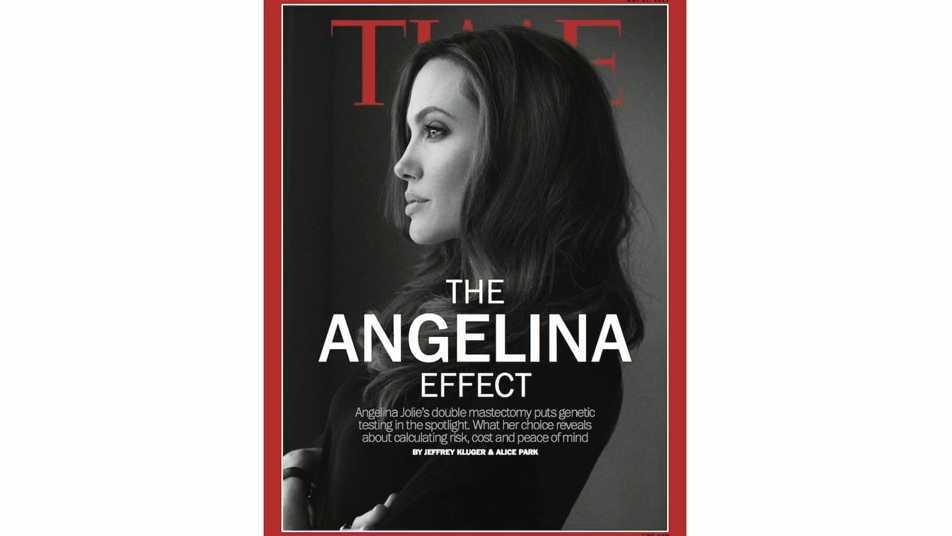 TIME
THE
ANGELINA
EFFECT
Angelina Jolie's double mastectomy puts genetic
testing in the spotlight. What her choice reveals
about calculating risk, cost and peace of mind
BY JEFFREY KLUGER & ALICE PARK